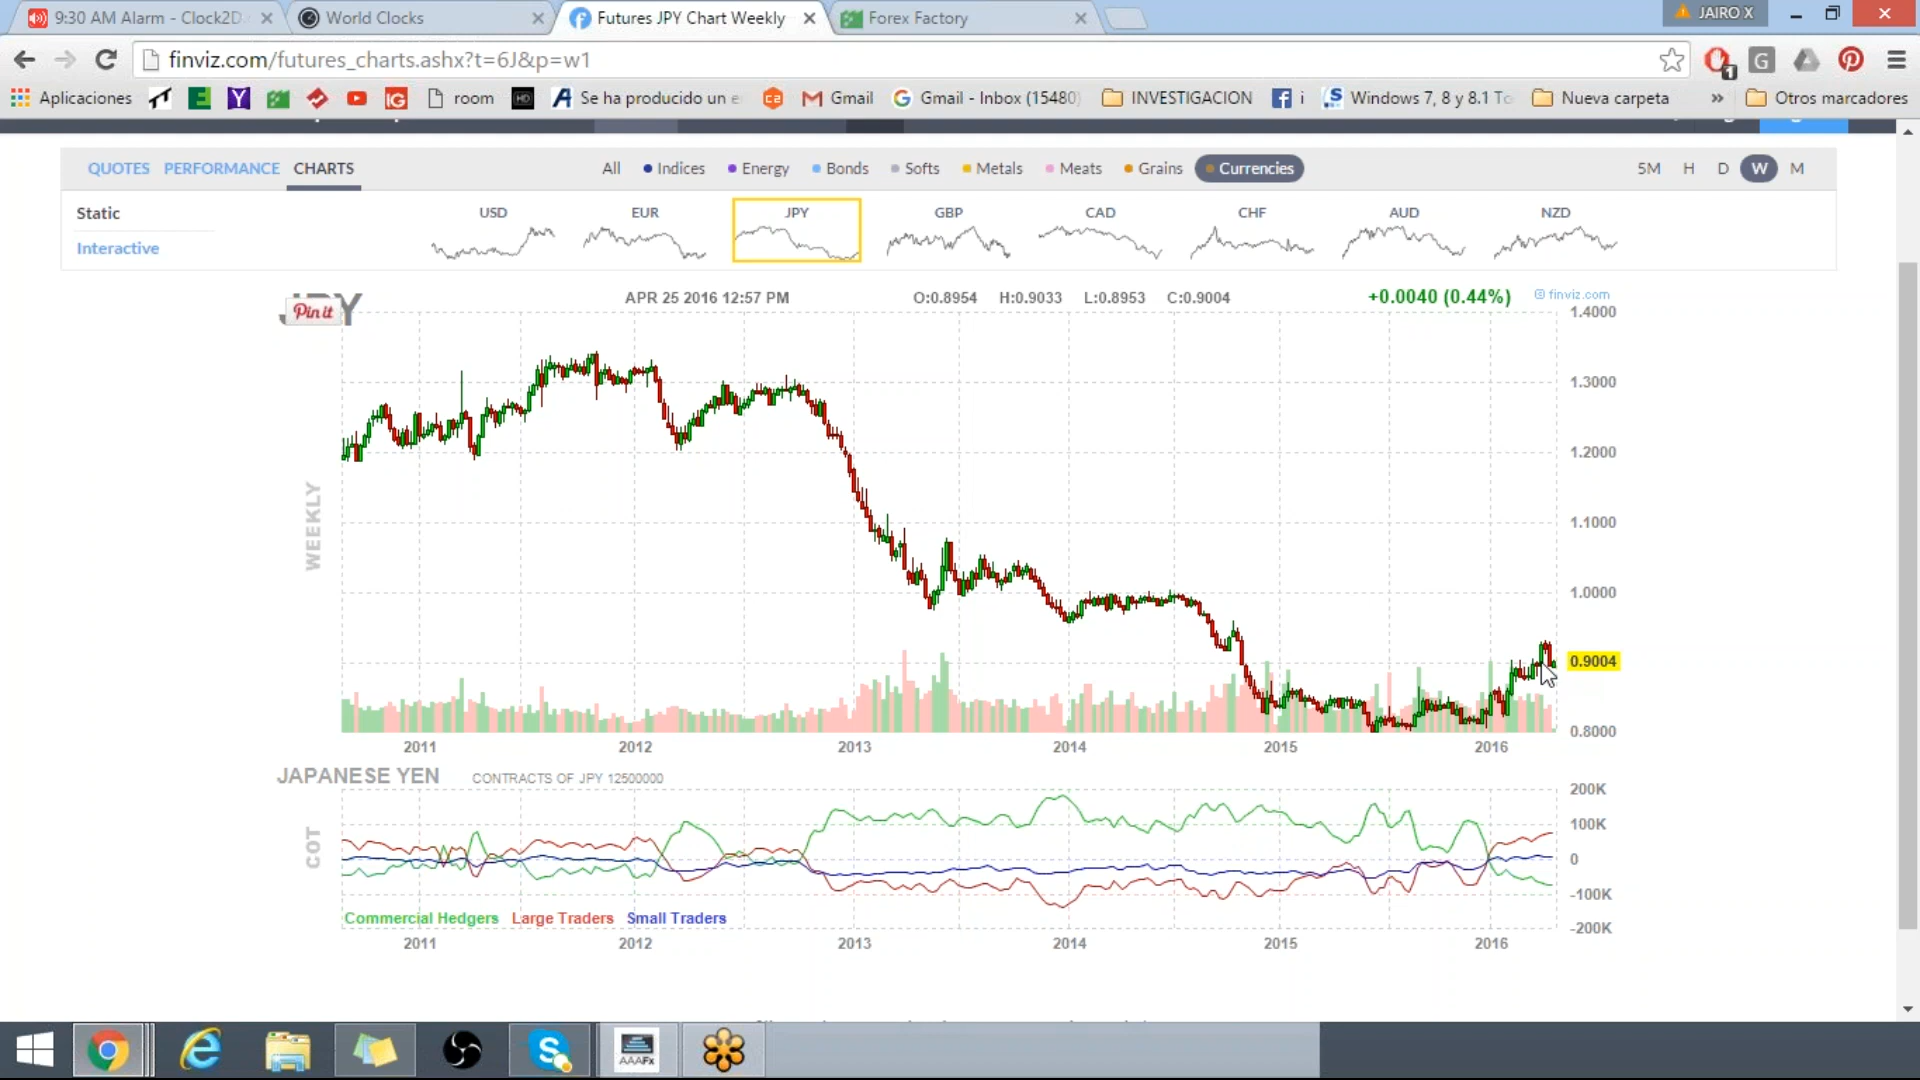 9:30 AM Alarm - Clock2D
World Clocks
Futures JPY Chart Weekly
Forex Factory
JAIRO X
finviz.com/futures_charts.ashx?t=6J&p=w1
1
G
Aplicaciones
E
Y
IG
room
HD
A Se ha producido un e
Gmail
G Gmail - Inbox (15480)
INVESTIGACION
f i
S Windows 7, 8 y 8.1 To
Nueva carpeta
» Otros marcadores
QUOTES PERFORMANCE CHARTS
All Indices Energy Bonds Softs Metals Meats Grains Currencies
5M H D W M
Static
Interactive
USD EUR JPY GBP CAD CHF AUD NZD
JPY
Pin it
APR 25 2016 12:57 PM
O:0.8954 H:0.9033 L:0.8953 C:0.9004
+0.0040 (0.44%)
© finviz.com
1.4000
1.3000
1.2000
1.1000
1.0000
0.9004
0.8000
WEEKLY
2011 2012 2013 2014 2015 2016
JAPANESE YEN CONTRACTS OF JPY 12500000
200K
100K
0
-100K
-200K
COT
Commercial Hedgers Large Traders Small Traders
2011 2012 2013 2014 2015 2016
S
AAAFx